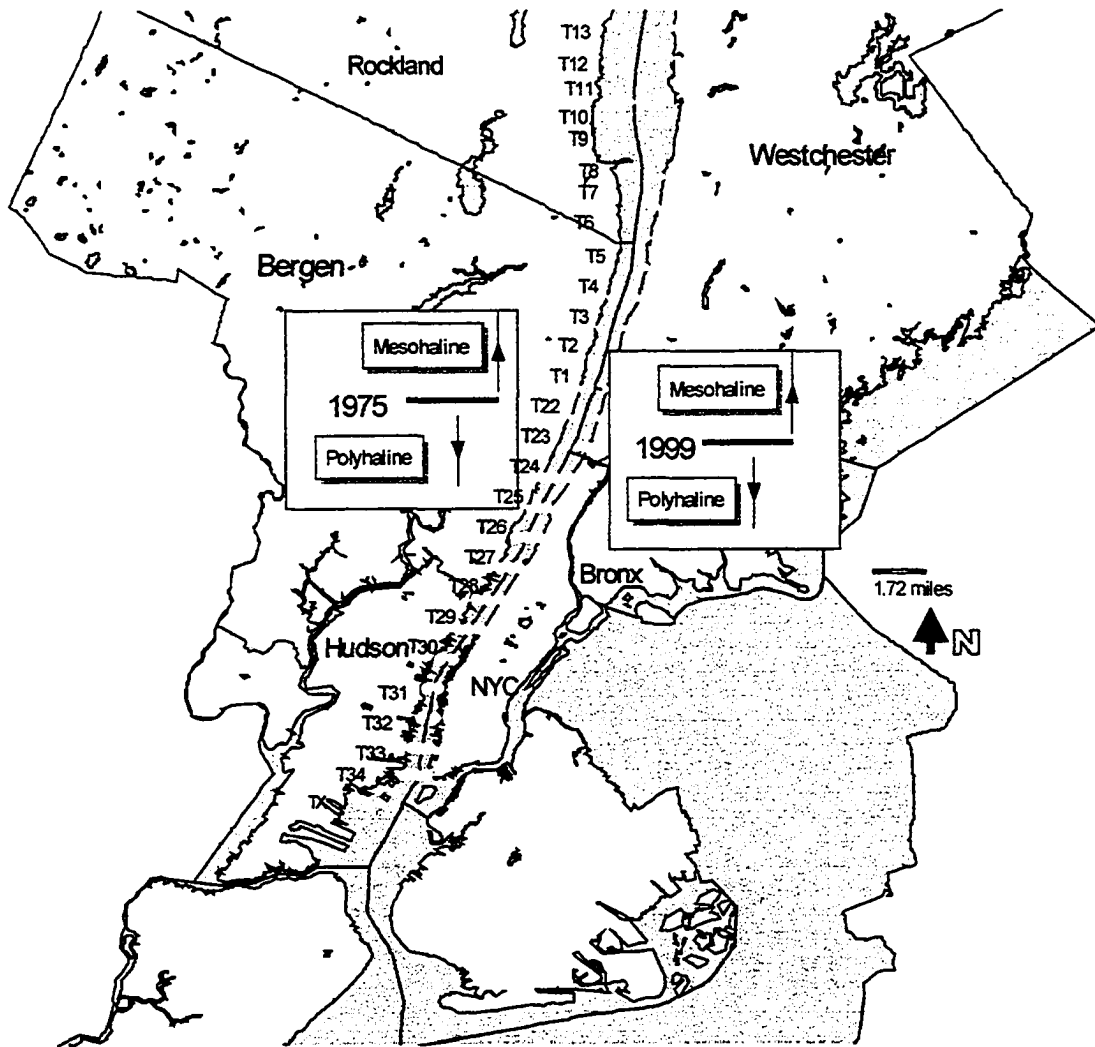 T13
Rockland
T12
T11
T10
T9
Westchester
T8
T7
T6
T5
Bergen
T4
T3
T2
T1
Mesohaline
1975
Polyhaline
Mesohaline
1999
Polyhaline
T22
T23
T24
T25
T26
T27
T28
Bronx
1.72 miles
T29
Hudson
T30
N
NYC
T31
T32
T33
T34
TX